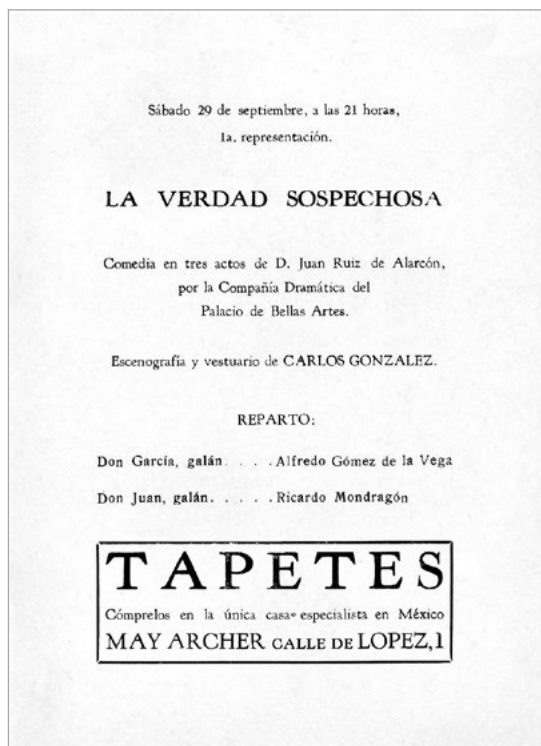 Sábado 29 de septiembre, a las 21 horas,
1a. representación.
LA VERDAD SOSPECHOSA
Comedia en tres actos de D. Juan Ruiz de Alarcón,
por la Compañía Dramática del
Palacio de Bellas Artes.
Escenografía y vestuario de CARLOS GONZALEZ.
REPARTO:
Don García, galán. . . . . Alfredo Gómez de la Vega
Don Juan, galán. . . . . . Ricardo Mondragón
TAPETES
Cómprelos en la única casa especialista en México
MAY ARCHER CALLE DE LOPEZ, 1